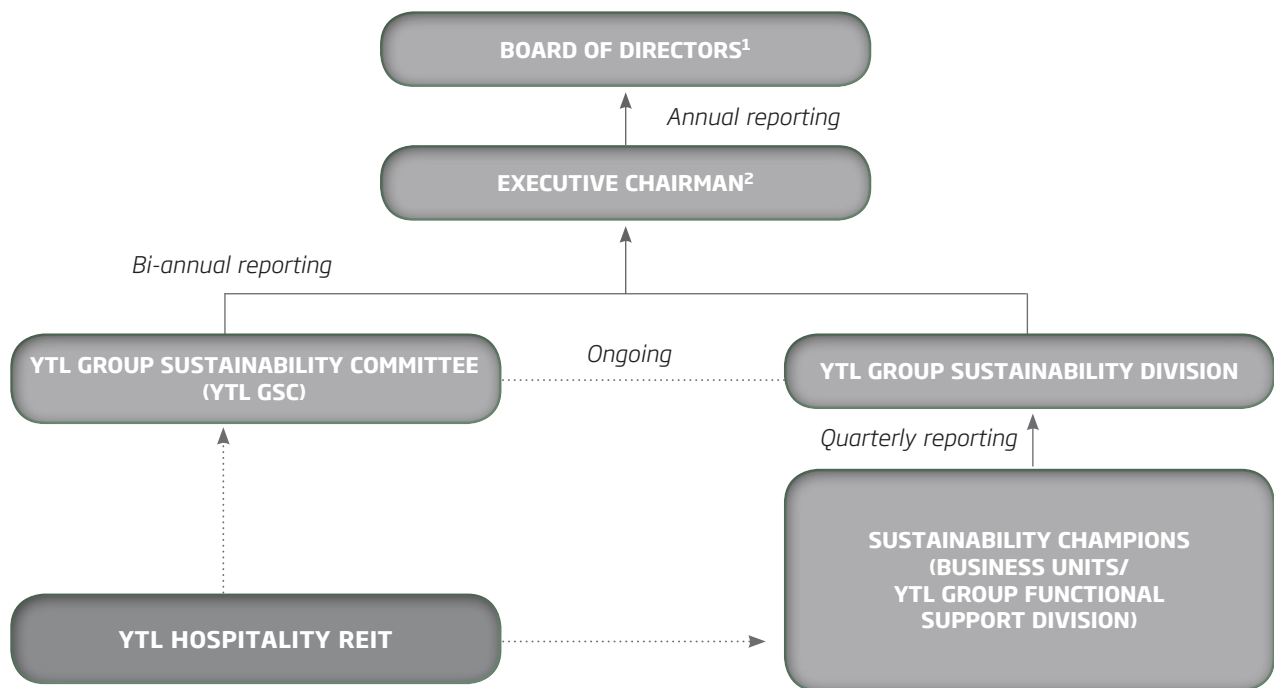 BOARD OF DIRECTORS¹
Annual reporting
EXECUTIVE CHAIRMAN²
Bi-annual reporting
YTL GROUP SUSTAINABILITY COMMITTEE
(YTL GSC)
Ongoing
YTL GROUP SUSTAINABILITY DIVISION
Quarterly reporting
SUSTAINABILITY CHAMPIONS
(BUSINESS UNITS/
YTL GROUP FUNCTIONAL
SUPPORT DIVISION)
YTL HOSPITALITY REIT